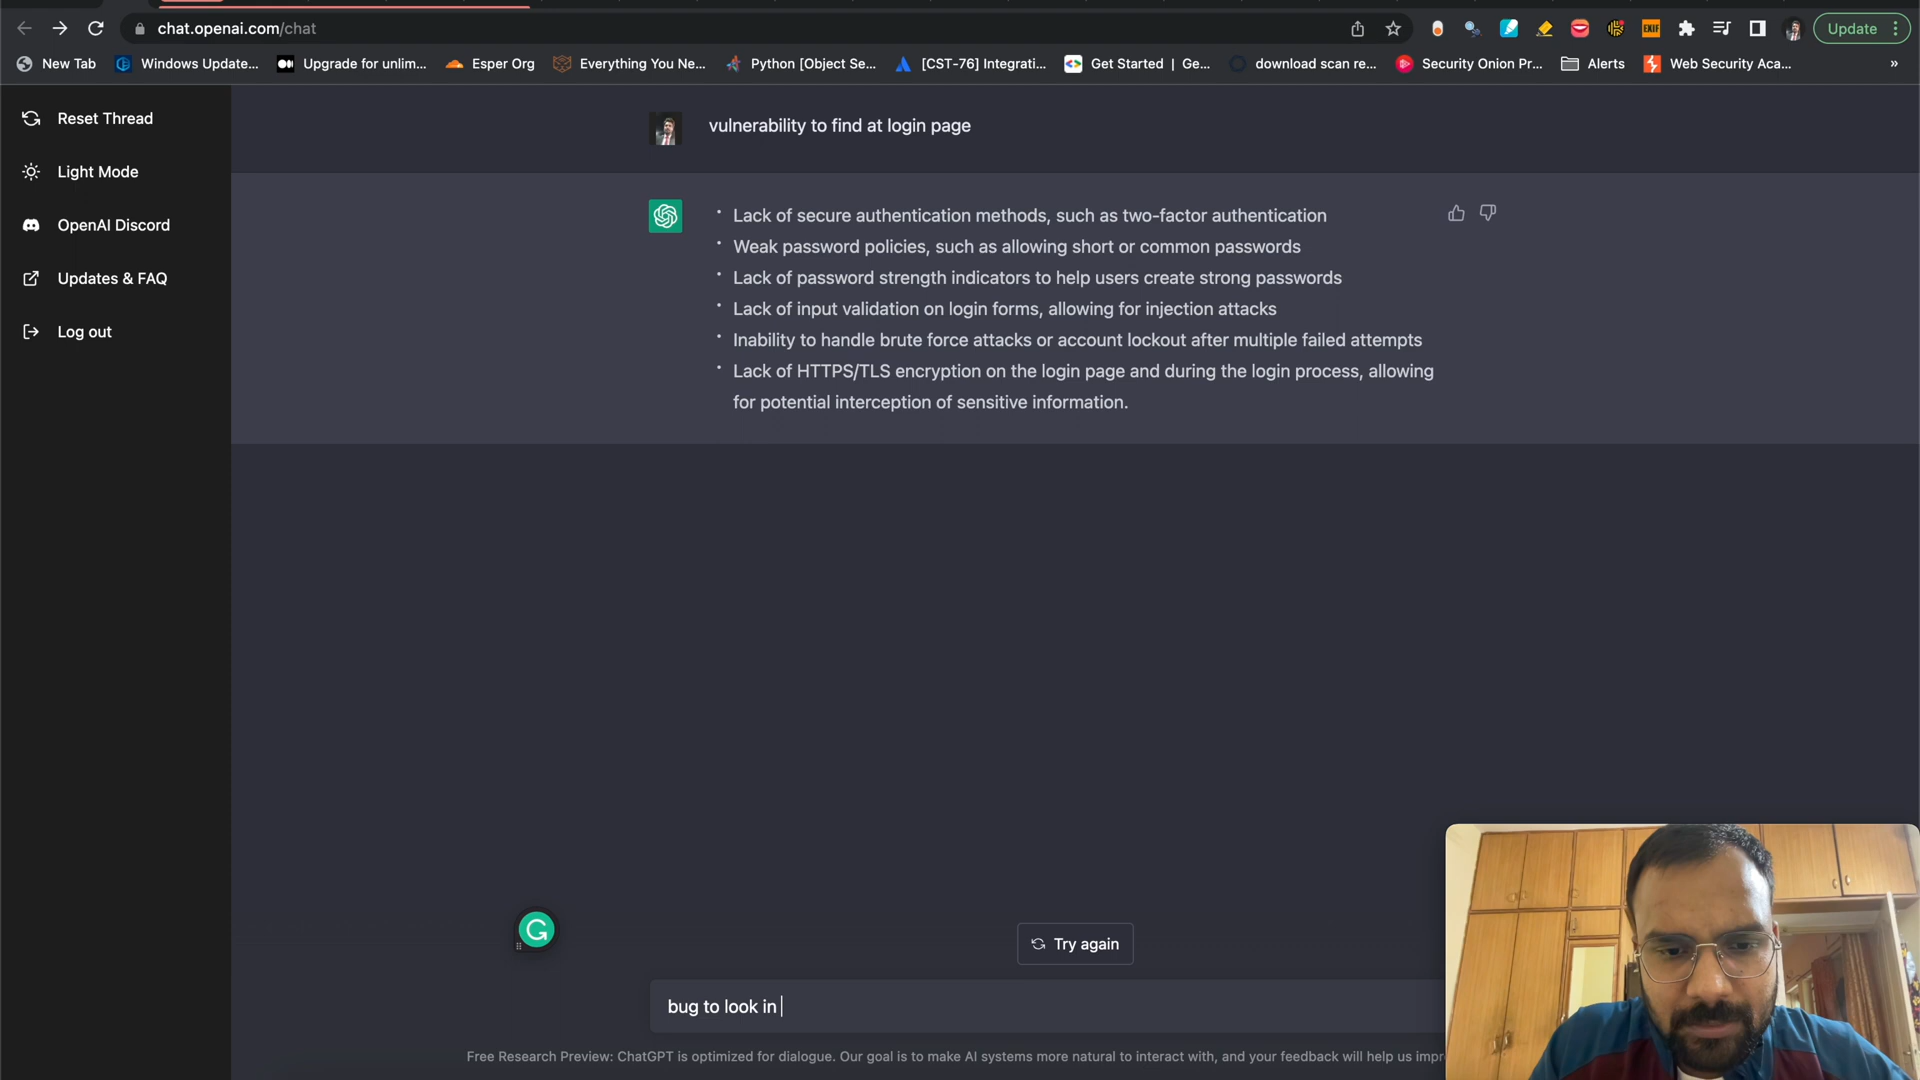 chat.openai.com/chat
Update
New Tab
Windows Update...
Upgrade for unlim...
Esper Org
Everything You Ne...
Python [Object Se...
[CST-76] Integrati...
Get Started | Ge...
download scan re...
Security Onion Pr...
Alerts
Web Security Aca...
»
EXIF
Reset Thread
Light Mode
OpenAI Discord
Updates & FAQ
Log out
vulnerability to find at login page
• Lack of secure authentication methods, such as two-factor authentication
• Weak password policies, such as allowing short or common passwords
• Lack of password strength indicators to help users create strong passwords
• Lack of input validation on login forms, allowing for injection attacks
• Inability to handle brute force attacks or account lockout after multiple failed attempts
• Lack of HTTPS/TLS encryption on the login page and during the login process, allowing
for potential interception of sensitive information.
Try again
bug to look in
Free Research Preview: ChatGPT is optimized for dialogue. Our goal is to make AI systems more natural to interact with, and your feedback will help us impr